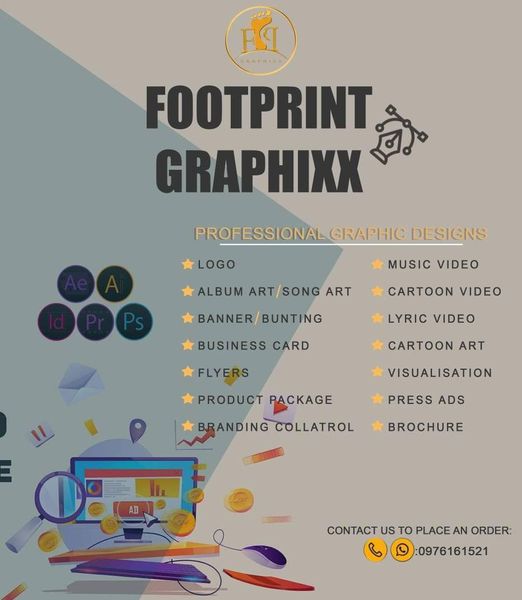 FP
GRAPHIXX
FOOTPRINT
GRAPHIXX
PROFESSIONAL GRAPHIC DESIGNS
LOGO
ALBUM ART/SONG ART
BANNER/BUNTING
BUSINESS CARD
FLYERS
PRODUCT PACKAGE
BRANDING COLLATROL
MUSIC VIDEO
CARTOON VIDEO
LYRIC VIDEO
CARTOON ART
VISUALISATION
PRESS ADS
BROCHURE
Ae Ai
Id Pr Ps
E
AD
CONTACT US TO PLACE AN ORDER:
:0976161521